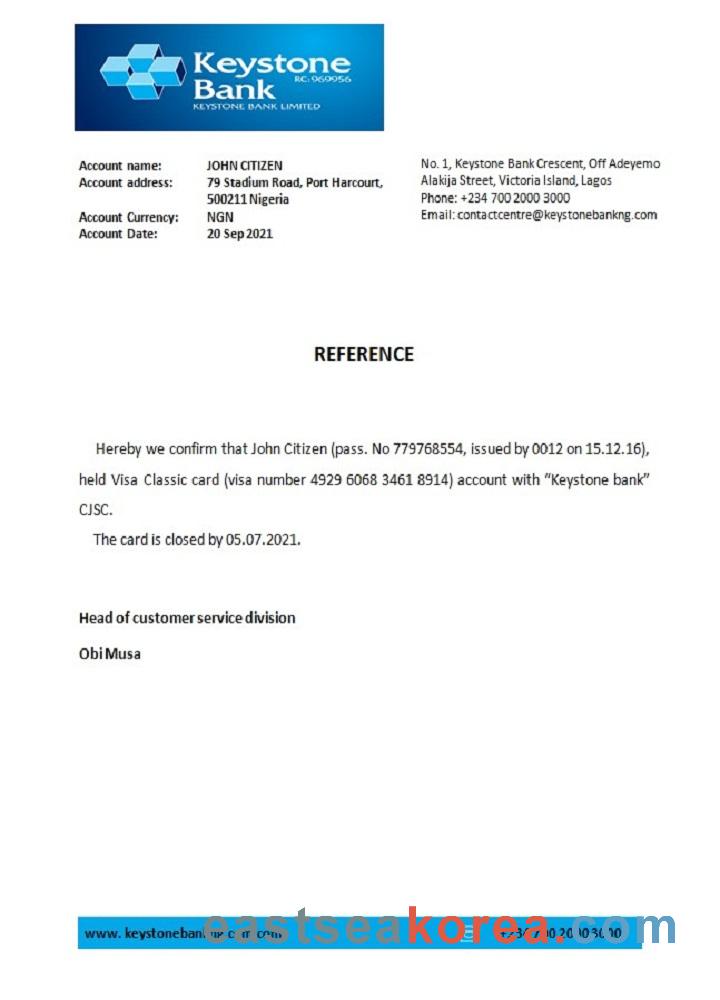 Keystone
Bank
RC: 969956
KEYSTONE BANK LIMITED
Account name: JOHN CITIZEN
Account address: 79 Stadium Road, Port Harcourt,
500211 Nigeria
Account Currency: NGN
Account Date: 20 Sep 2021
No. 1, Keystone Bank Crescent, Off Adeyemo
Alakija Street, Victoria Island, Lagos
Phone: +234 700 2000 3000
Email: contactcentre@keystonebankng.com
REFERENCE
Hereby we confirm that John Citizen (pass. No 779768554, issued by 0012 on 15.12.16),
held Visa Classic card (visa number 4929 6068 3461 8914) account with “Keystone bank”
CJSC.
The card is closed by 05.07.2021.
Head of customer service division
Obi Musa
www. +234 700 2000 3000
eastseakorea.com